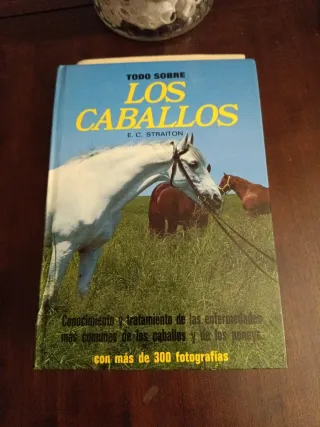 TODO SOBRE
LOS
CABALLOS
E. C. STRAITON
Conocimiento y tratamiento de las enfermedades
más comunes de los caballos y de los poneys
con más de 300 fotografías